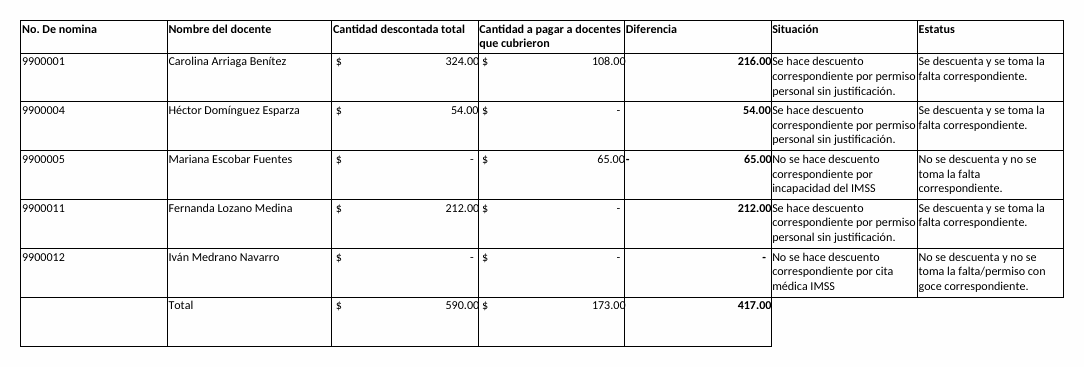 No. De nomina Nombre del docente Cantidad descontada total Cantidad a pagar a docentes que cubrieron Diferencia Situación Estatus
9900001 Carolina Arriaga Benítez $ 324.00 $ 108.00 216.00 Se hace descuento correspondiente por permiso personal sin justificación. Se descuenta y se toma la falta correspondiente.
9900004 Héctor Domínguez Esparza $ 54.00 $ - 54.00 Se hace descuento correspondiente por permiso personal sin justificación. Se descuenta y se toma la falta correspondiente.
9900005 Mariana Escobar Fuentes $ - $ 65.00 - 65.00 No se hace descuento correspondiente por incapacidad del IMSS No se descuenta y no se toma la falta correspondiente.
9900011 Fernanda Lozano Medina $ 212.00 $ - 212.00 Se hace descuento correspondiente por permiso personal sin justificación. Se descuenta y se toma la falta correspondiente.
9900012 Iván Medrano Navarro $ - $ - - No se hace descuento correspondiente por cita médica IMSS No se descuenta y no se toma la falta/permiso con goce correspondiente.
Total $ 590.00 $ 173.00 417.00